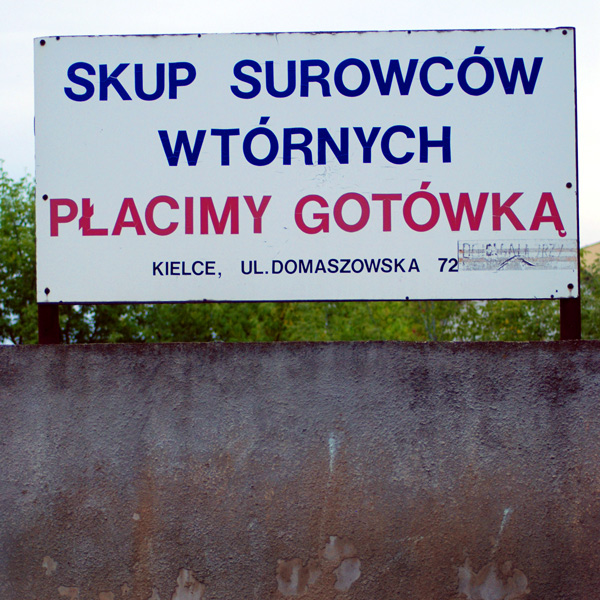 SKUP SUROWCÓW
WTÓRNYCH
PŁACIMY GOTÓWKĄ
KIELCE, UL.DOMASZOWSKA 72